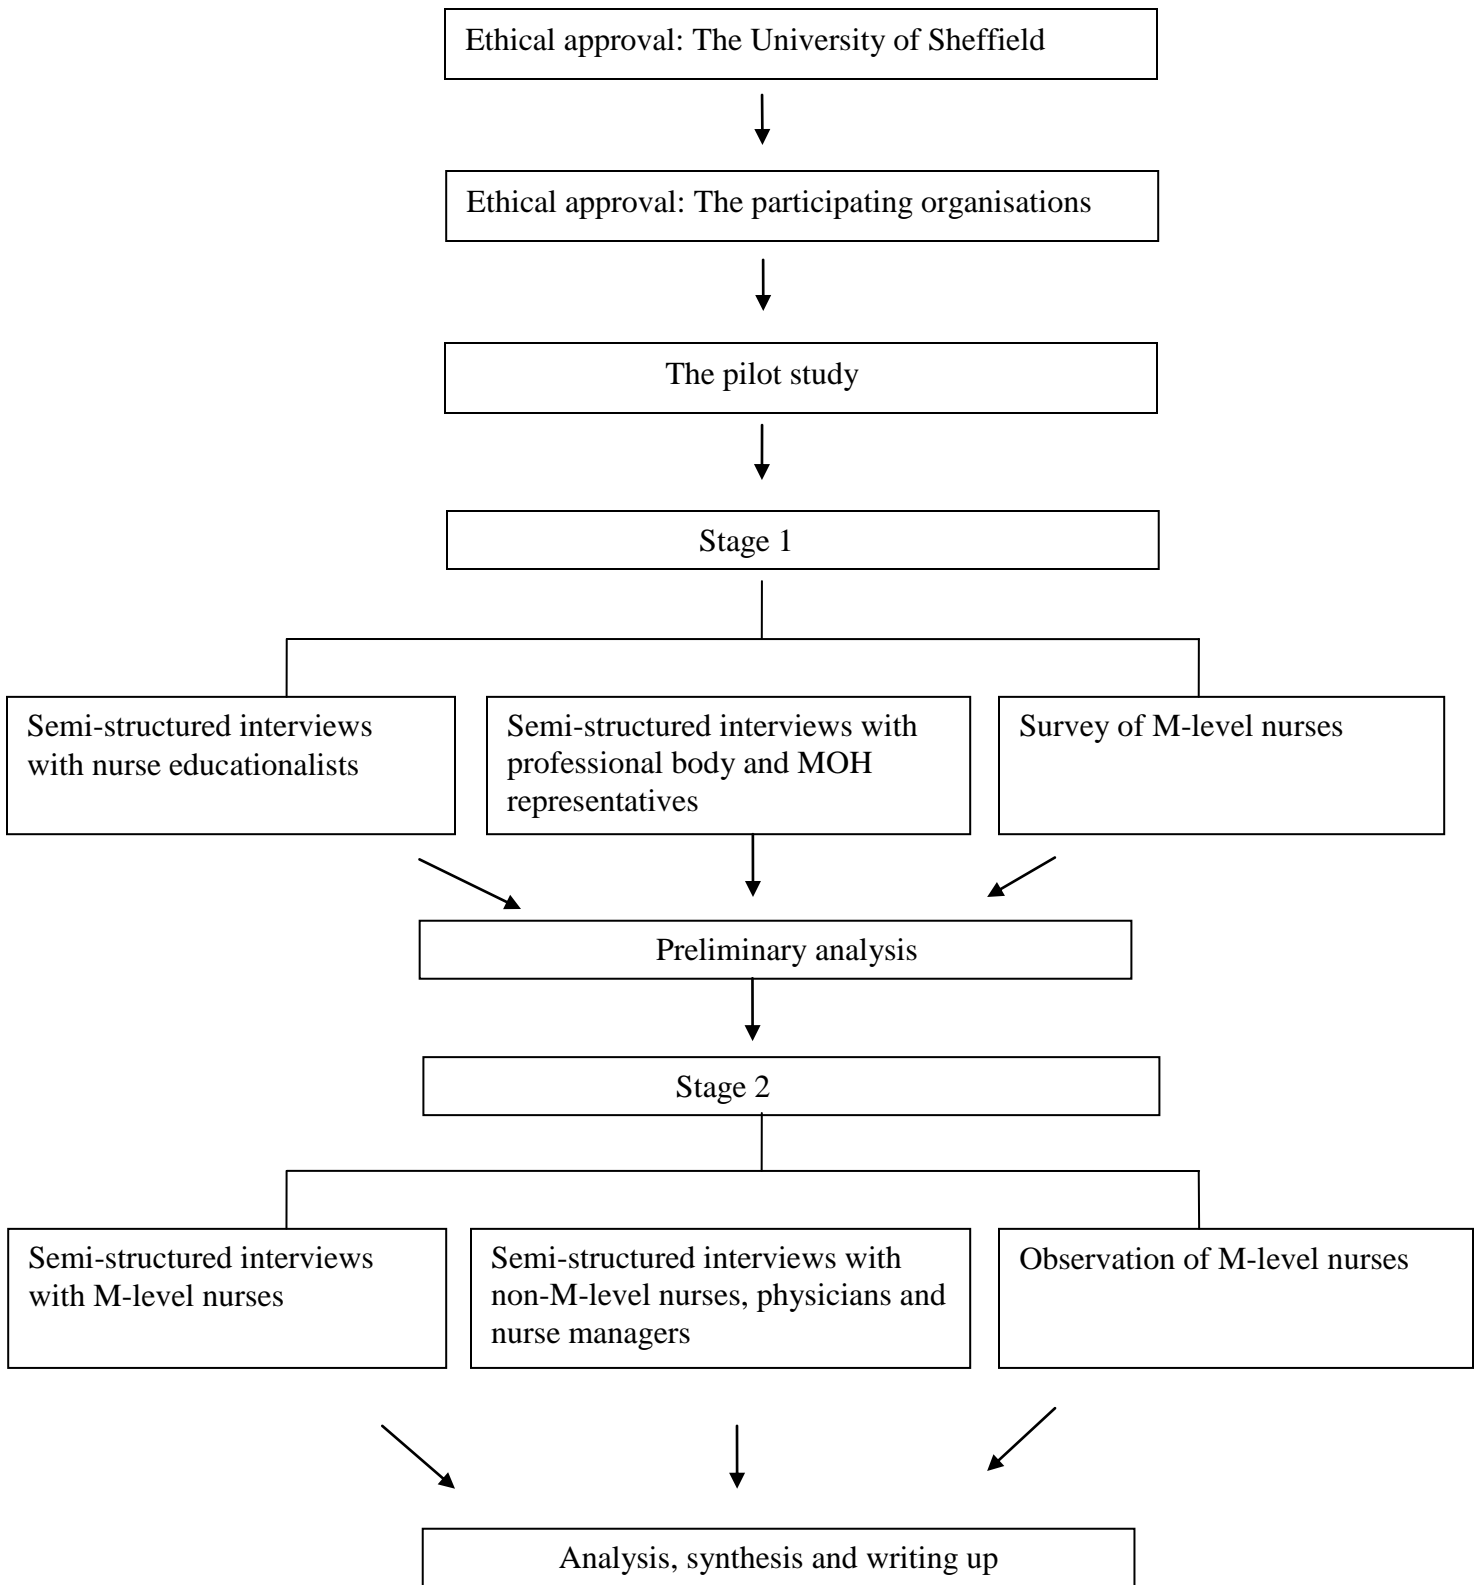 Ethical approval: The University of Sheffield
Ethical approval: The participating organisations
The pilot study
Stage 1
Semi-structured interviews
with nurse educationalists
Semi-structured interviews with
professional body and MOH
representatives
Survey of M-level nurses
Preliminary analysis
Stage 2
Semi-structured interviews
with M-level nurses
Semi-structured interviews with
non-M-level nurses, physicians and
nurse managers
Observation of M-level nurses
Analysis, synthesis and writing up